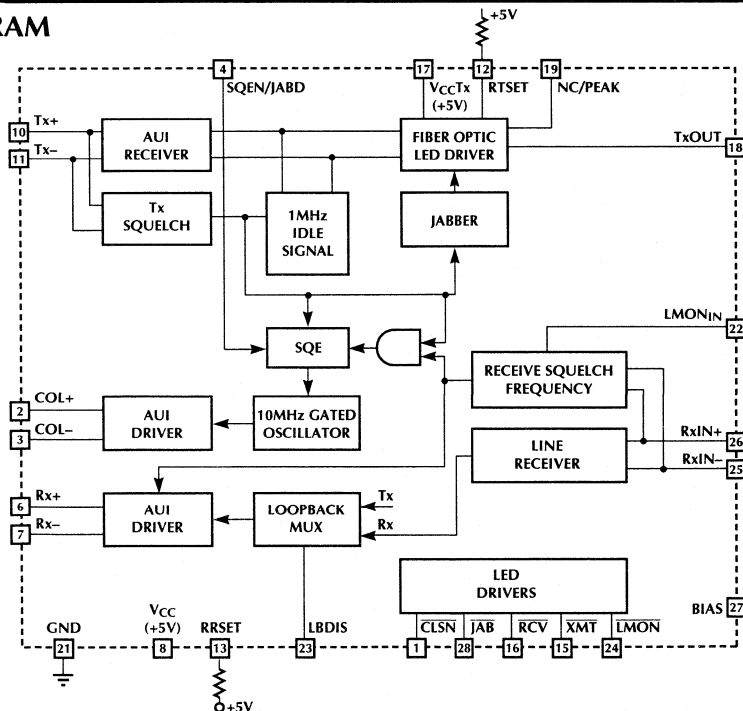 RAM
+5V
4
17
12
19
SQEN/JABD
VCCTx
(+5V)
RTSET
NC/PEAK
10
Tx+
11
Tx–
AUI
RECEIVER
FIBER OPTIC
LED DRIVER
TxOUT
18
Tx
SQUELCH
1MHz
IDLE
SIGNAL
JABBER
LMONIN
22
SQE
RECEIVE SQUELCH
FREQUENCY
2
COL+
3
COL–
AUI
DRIVER
10MHz GATED
OSCILLATOR
LINE
RECEIVER
RxIN+
26
RxIN–
25
6
Rx+
7
Rx–
AUI
DRIVER
LOOPBACK
MUX
Tx
Rx
LED
DRIVERS
BIAS
27
GND
VCC
(+5V)
RRSET
LBDIS
CLSN
JAB
RCV
XMT
LMON
21
8
13
23
1
28
16
15
24
+5V